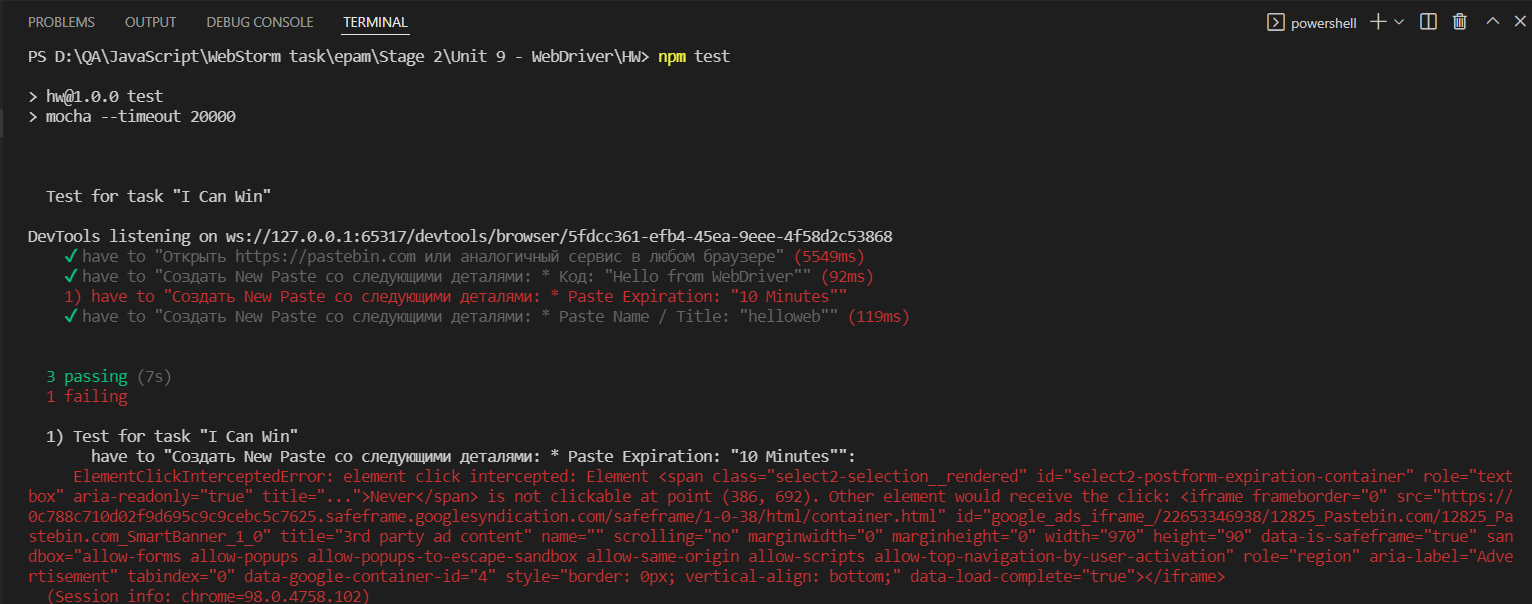 PROBLEMS OUTPUT DEBUG CONSOLE TERMINAL powershell
PS D:\QA\JavaScript\WebStorm task\epam\Stage 2\Unit 9 - WebDriver\HW> npm test
> hw@1.0.0 test
> mocha --timeout 20000
Test for task "I Can Win"
DevTools listening on ws://127.0.0.1:65317/devtools/browser/5fdcc361-efb4-45ea-9eee-4f58d2c53868
✓ have to "Открыть https://pastebin.com или аналогичный сервис в любом браузере" (5549ms)
✓ have to "Создать New Paste со следующими деталями: * Код: "Hello from WebDriver"" (92ms)
1) have to "Создать New Paste со следующими деталями: * Paste Expiration: "10 Minutes""
✓ have to "Создать New Paste со следующими деталями: * Paste Name / Title: "helloweb"" (119ms)
3 passing (7s)
1 failing
1) Test for task "I Can Win"
have to "Создать New Paste со следующими деталями: * Paste Expiration: "10 Minutes"":
ElementClickInterceptedError: element click intercepted: Element <span class="select2-selection__rendered" id="select2-postform-expiration-container" role="text
box" aria-readonly="true" title="...">Never</span> is not clickable at point (386, 692). Other element would receive the click: <iframe frameborder="0" src="https://
0c788c710d02f9d695c9c9cebc5c7625.safeframe.googlesyndication.com/safeframe/1-0-38/html/container.html" id="google_ads_iframe_/22653346938/12825_Pastebin.com/12825_Pa
stebin.com_SmartBanner_1_0" title="3rd party ad content" name="" scrolling="no" marginwidth="0" marginheight="0" width="970" height="90" data-is-safeframe="true" san
dbox="allow-forms allow-popups allow-popups-to-escape-sandbox allow-same-origin allow-scripts allow-top-navigation-by-user-activation" role="region" aria-label="Adve
rtisement" tabindex="0" data-google-container-id="4" style="border: 0px; vertical-align: bottom;" data-load-complete="true"></iframe>
(Session info: chrome=98.0.4758.102)